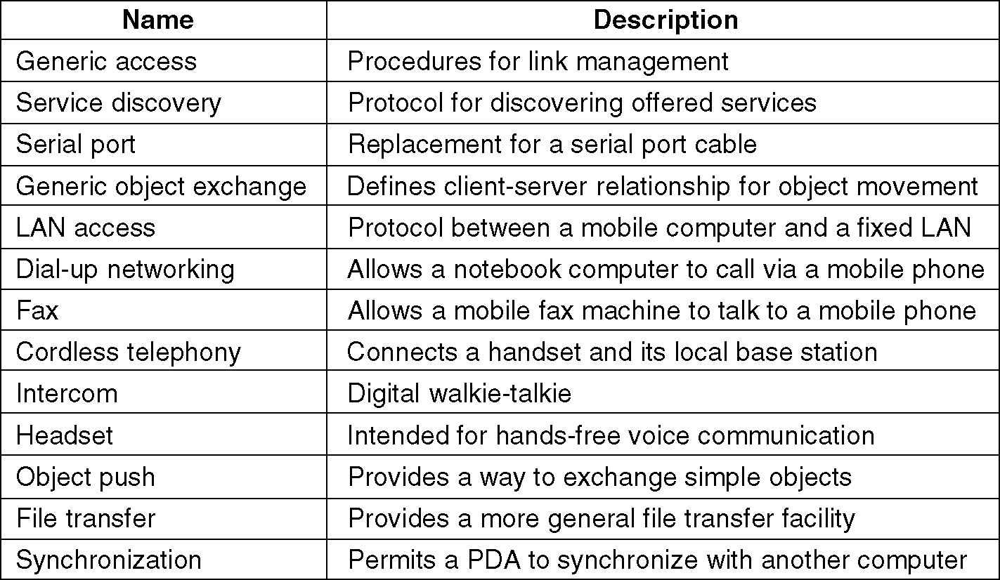 Name Description
Generic access Procedures for link management
Service discovery Protocol for discovering offered services
Serial port Replacement for a serial port cable
Generic object exchange Defines client-server relationship for object movement
LAN access Protocol between a mobile computer and a fixed LAN
Dial-up networking Allows a notebook computer to call via a mobile phone
Fax Allows a mobile fax machine to talk to a mobile phone
Cordless telephony Connects a handset and its local base station
Intercom Digital walkie-talkie
Headset Intended for hands-free voice communication
Object push Provides a way to exchange simple objects
File transfer Provides a more general file transfer facility
Synchronization Permits a PDA to synchronize with another computer